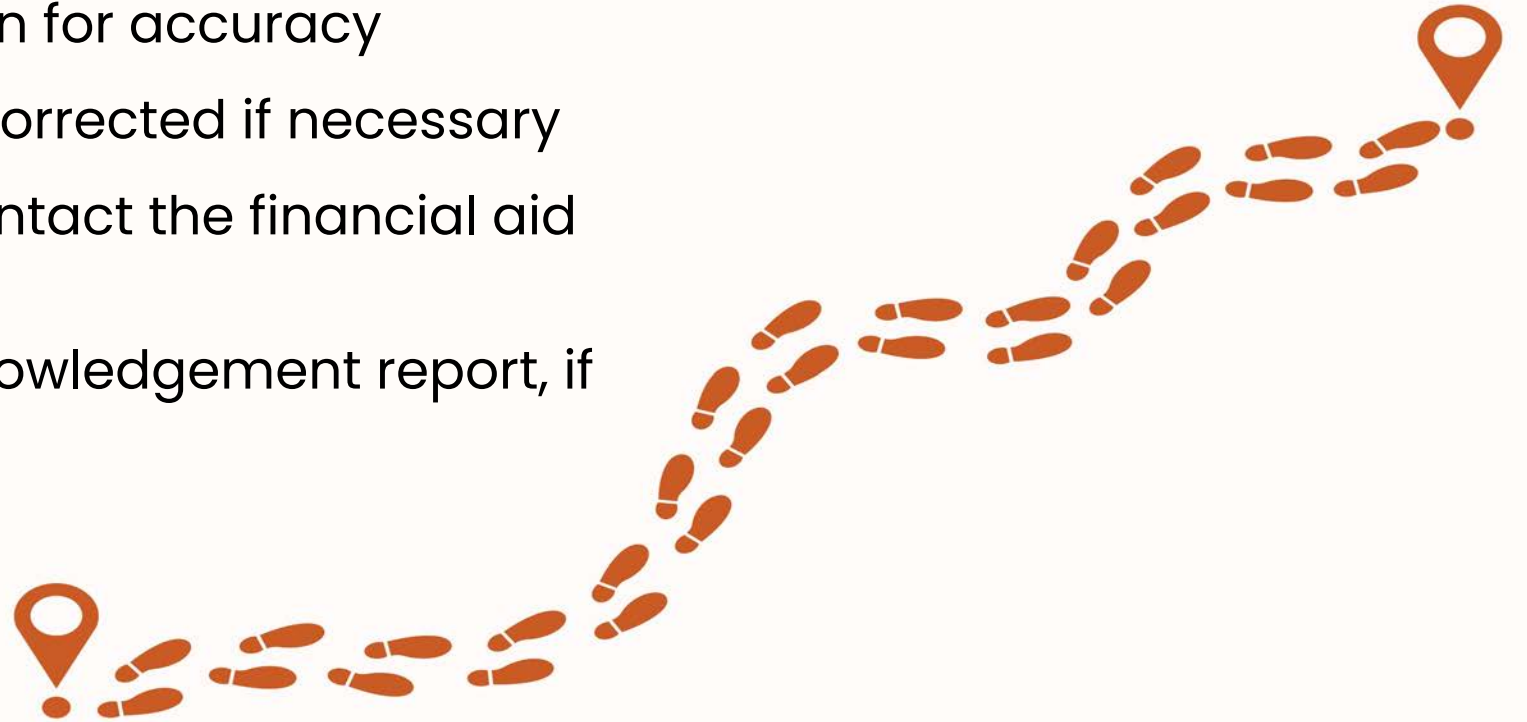 n for accuracy
orrected if necessary
ntact the financial aid
owledgement report, if